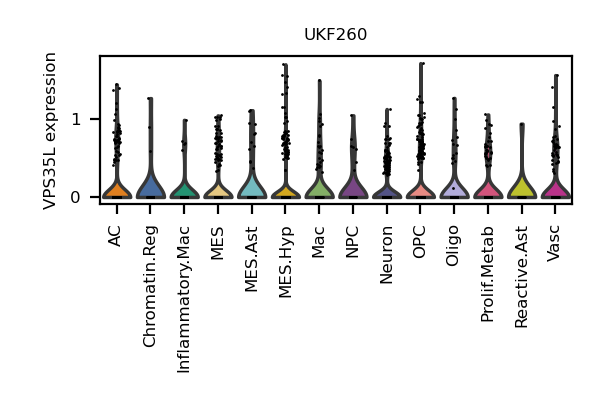 UKF260
VPS35L expression
1
0
AC
Chromatin.Reg
Inflammatory.Mac
MES
MES.Ast
MES.Hyp
Mac
NPC
Neuron
OPC
Oligo
Prolif.Metab
Reactive.Ast
Vasc